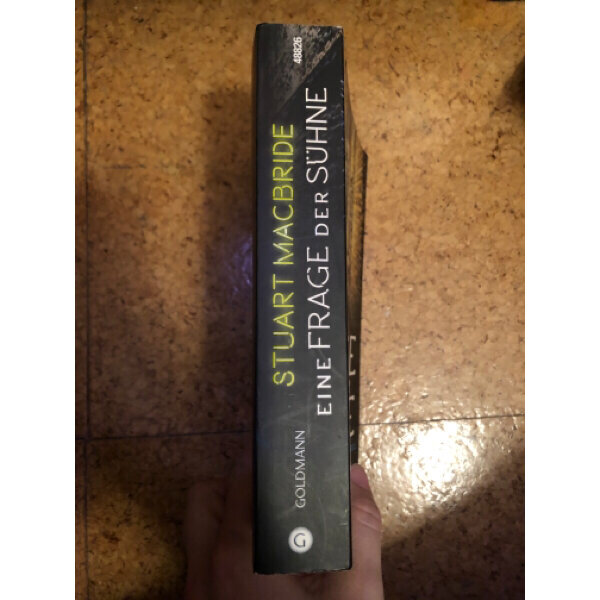 STUART MACBRIDE
EINE FRAGE DER SÜHNE
GOLDMANN
G
48826